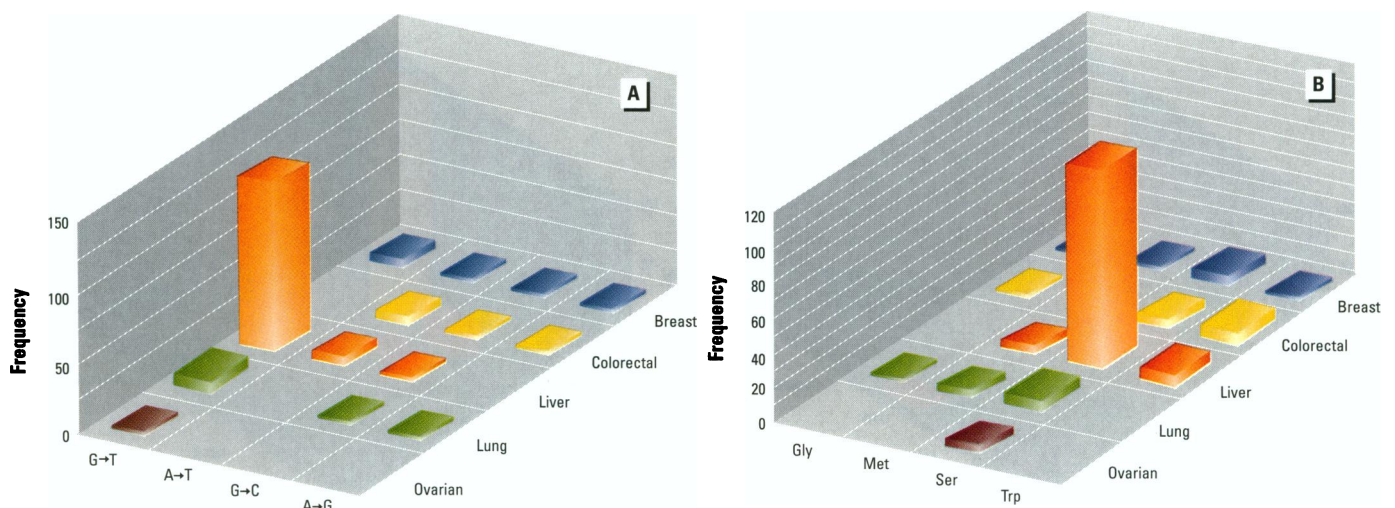 A
150
100
50
0
Frequency
G→T
A→T
G→C
A→G
Ovarian
Lung
Liver
Colorectal
Breast
B
120
100
80
60
40
20
0
Frequency
Gly
Met
Ser
Trp
Ovarian
Lung
Liver
Colorectal
Breast